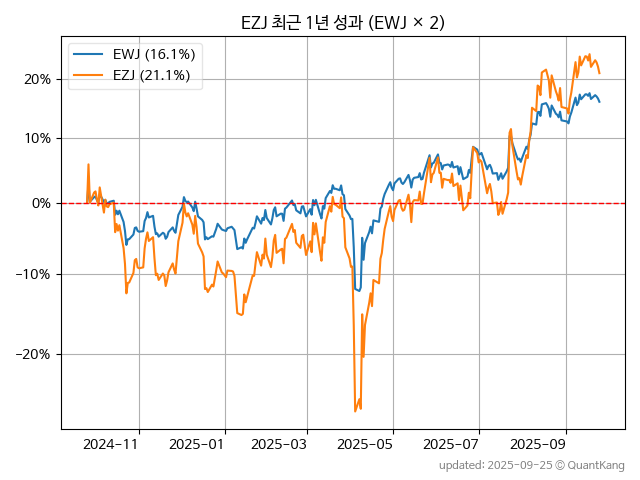 EZJ 최근 1년 성과 (EWJ × 2)
EWJ (16.1%)
EZJ (21.1%)
20%
10%
0%
−10%
−20%
2024-11 2025-01 2025-03 2025-05 2025-07 2025-09
updated: 2025-09-25 © QuantKang